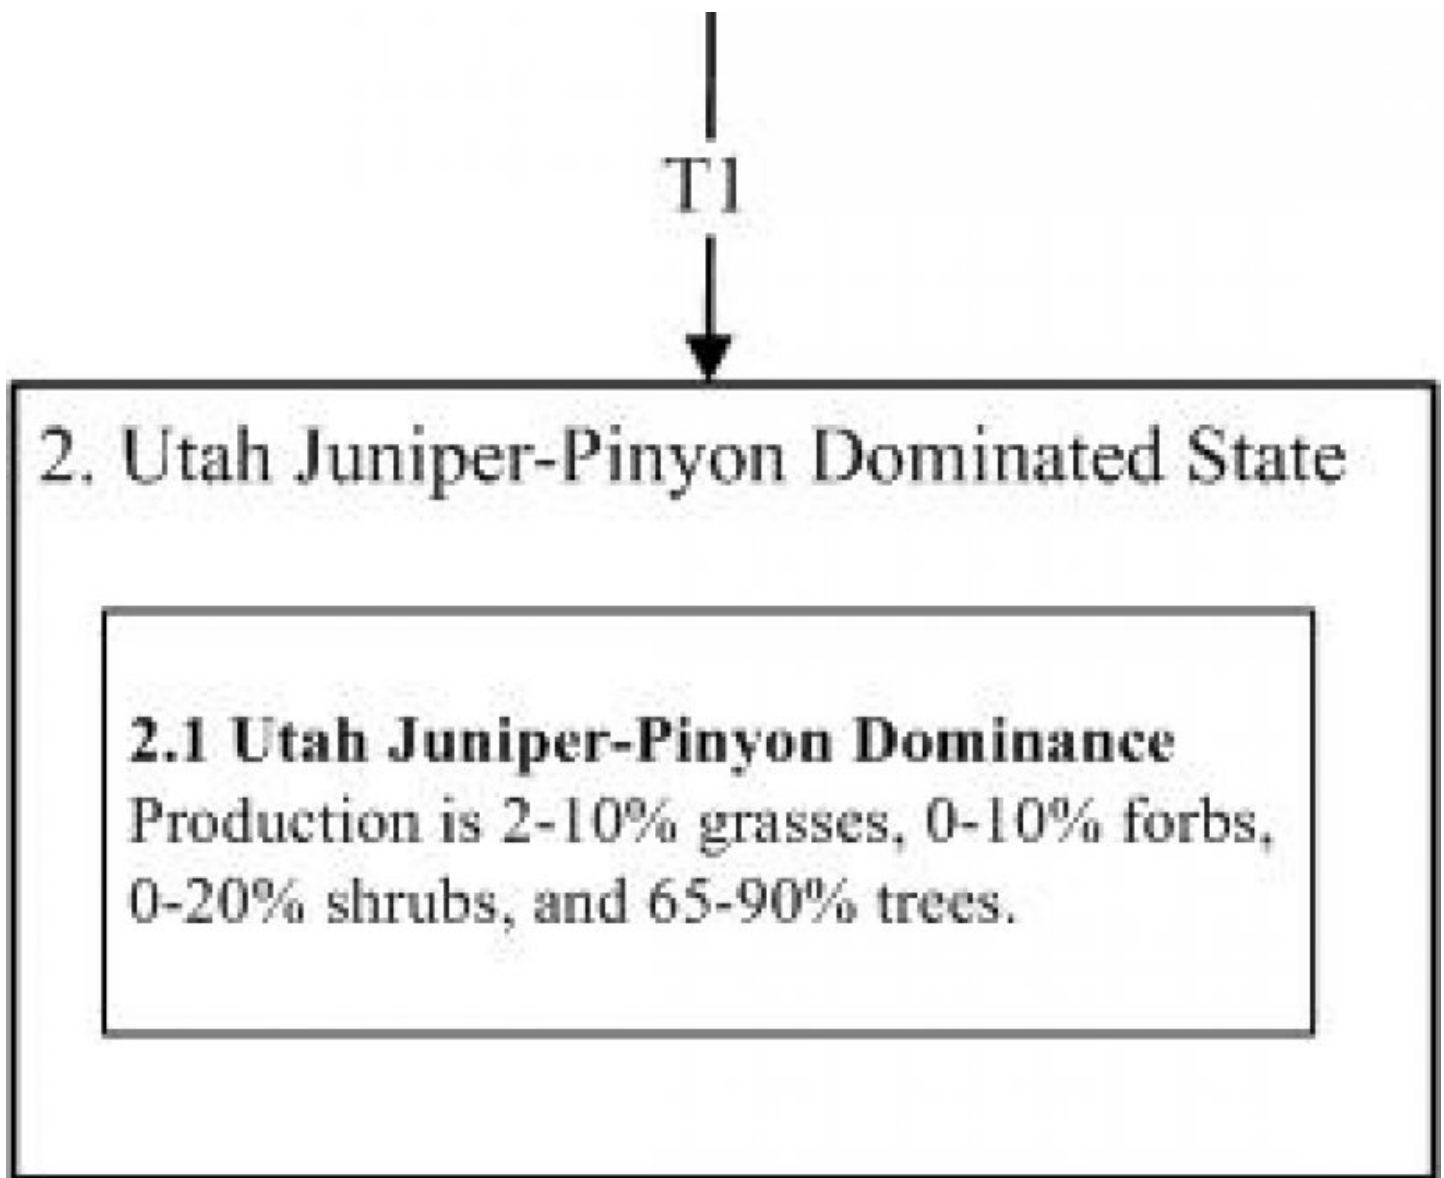 T1
2. Utah Juniper-Pinyon Dominated State
2.1 Utah Juniper-Pinyon Dominance
Production is 2-10% grasses, 0-10% forbs,
0-20% shrubs, and 65-90% trees.